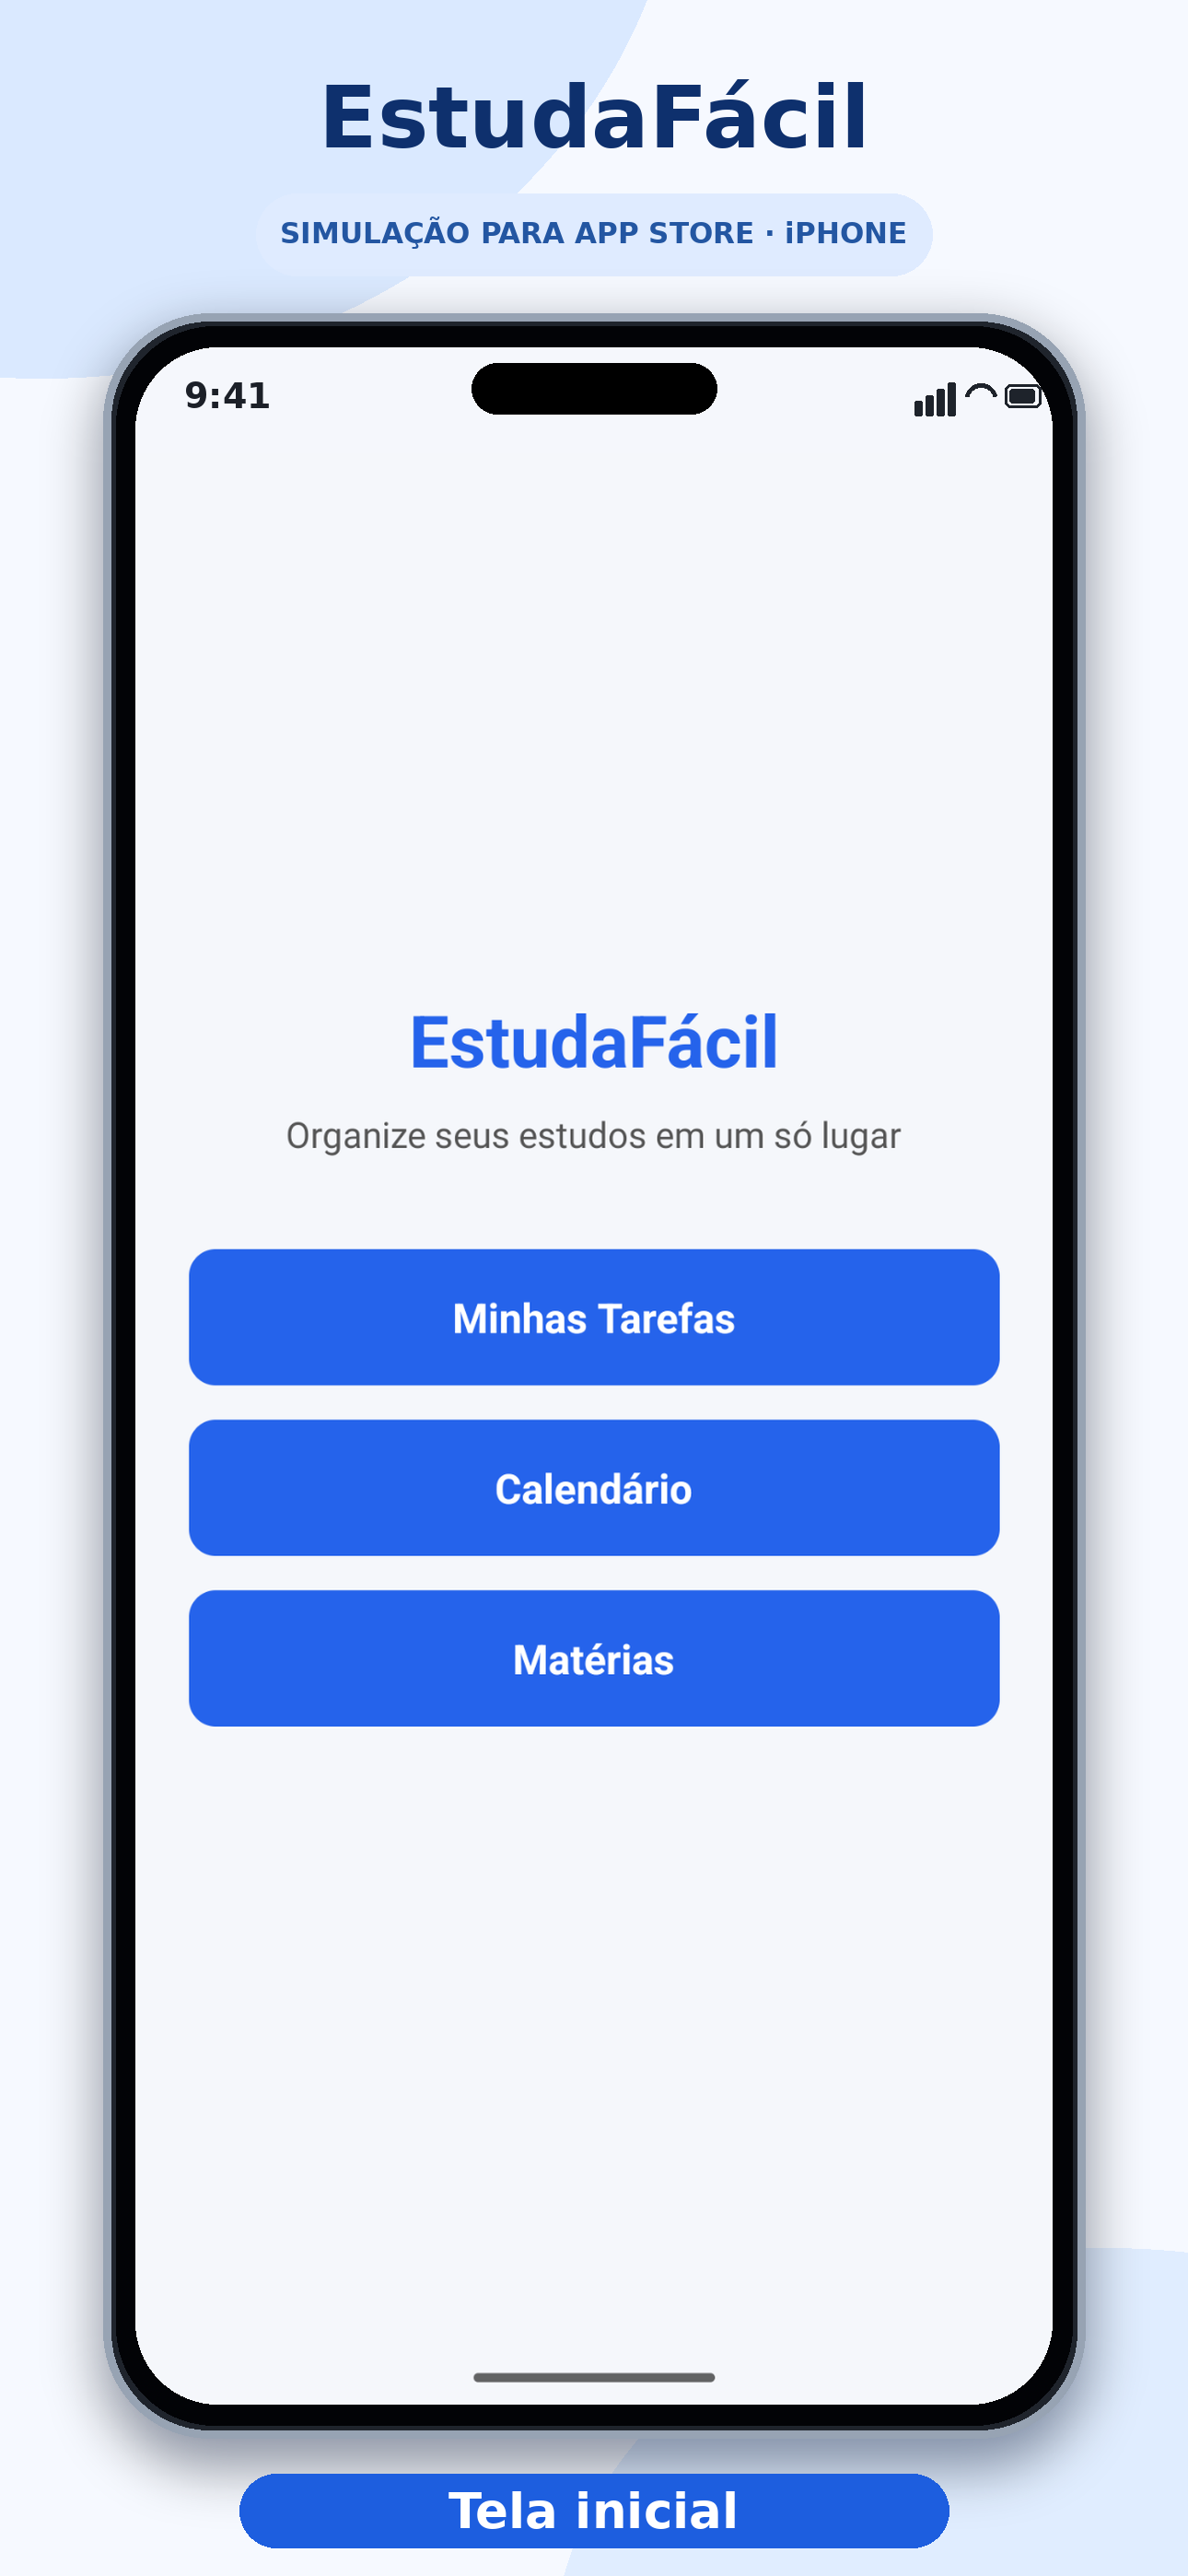 EstudaFácil
SIMULAÇÃO PARA APP STORE · iPHONE
9:41
EstudaFácil
Organize seus estudos em um só lugar
Minhas Tarefas
Calendário
Matérias
Tela inicial